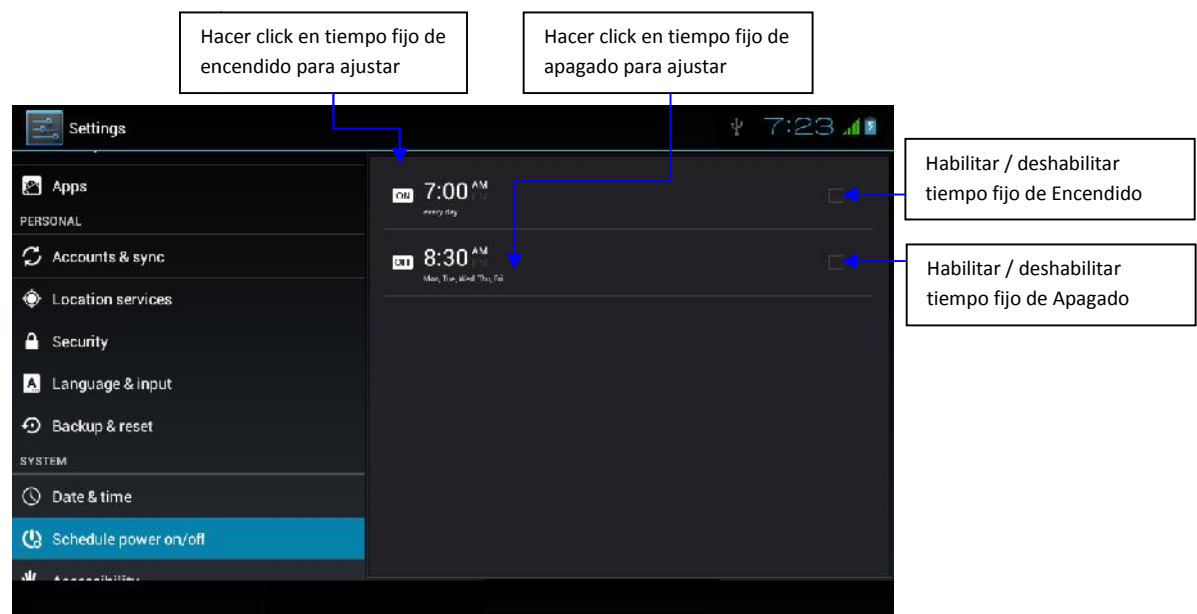 Hacer click en tiempo fijo de
encendido para ajustar
Hacer click en tiempo fijo de
apagado para ajustar
Settings
7:23
Apps
PERSONAL
Accounts & sync
Location services
Security
Language & input
Backup & reset
SYSTEM
Date & time
Schedule power on/off
Accessibility
ON 7:00 AM
PM
every day
OFF 8:30 AM
PM
Mon, Tue, Wed, Thu, Fri
Habilitar / deshabilitar
tiempo fijo de Encendido
Habilitar / deshabilitar
tiempo fijo de Apagado